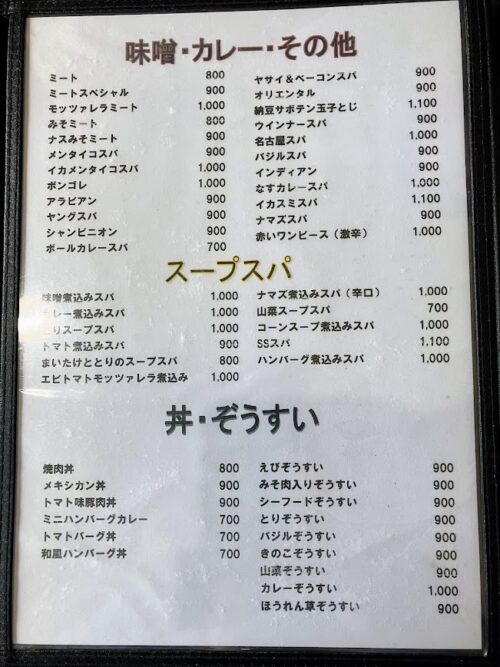 味噌・カレー・その他
ミート 800
ミートスペシャル 900
モッツァレラミート 1,000
みそミート 800
ナスみそミート 900
メンタイコスパ 900
イカメンタイコスパ 1,000
ボンゴレ 1,000
アラビアン 900
ヤングスパ 900
シャンピニオン 900
ボールカレースパ 700
ヤサイ＆ベーコンスパ 900
オリエンタル 900
納豆サボテン玉子とじ 1,100
ウインナースパ 900
名古屋スパ 1,000
バジルスパ 900
インディアン 900
なすカレースパ 1,000
イカスミスパ 1,100
ナマズスパ 900
赤いワンピース（激辛） 1,000
スープスパ
味噌煮込みスパ 1,000
カレー煮込みスパ 1,000
とりスープスパ 1,000
トマト煮込みスパ 900
まいたけととりのスープスパ 800
エビトマトモッツァレラ煮込み 1,000
ナマズ煮込みスパ（辛口） 1,000
山菜スープスパ 700
コーンスープ煮込みスパ 1,000
SSスパ 1,100
ハンバーグ煮込みスパ 1,000
丼・ぞうすい
焼肉丼 800
メキシカン丼 900
トマト味豚肉丼 900
ミニハンバーグカレー 700
トマトバーグ丼 700
和風ハンバーグ丼 700
えびぞうすい 900
みそ肉入りぞうすい 900
シーフードぞうすい 900
とりぞうすい 900
バジルぞうすい 900
きのこぞうすい 900
山菜ぞうすい 900
カレーぞうすい 1,000
ほうれん草ぞうすい 900